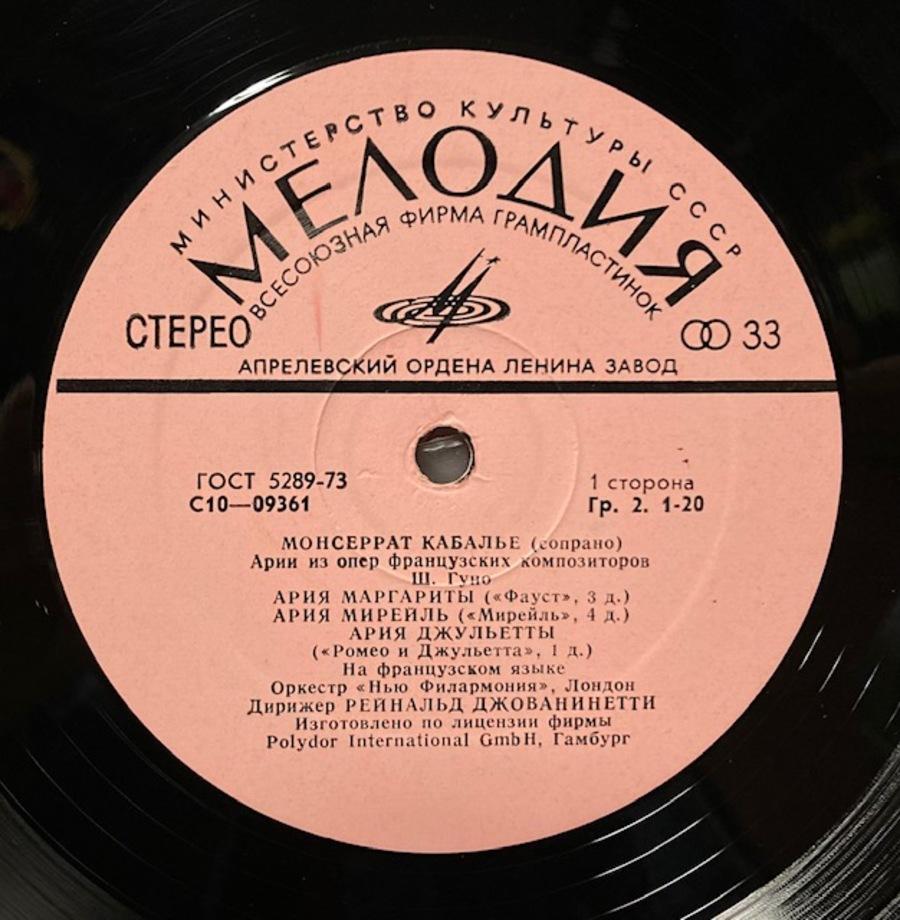 МИНИСТЕРСТВО КУЛЬТУРЫ СССР
МЕЛОДИЯ
ВСЕСОЮЗНАЯ ФИРМА ГРАМПЛАСТИНОК
СТЕРЕО
33
АПРЕЛЕВСКИЙ ОРДЕНА ЛЕНИНА ЗАВОД
ГОСТ 5289-73
С10—09361
1 сторона
Гр. 2. 1-20
МОНСЕРРАТ КАБАЛЬЕ (сопрано)
Арии из опер французских композиторов
Ш. Гуно
АРИЯ МАРГАРИТЫ («Фауст», 3 д.)
АРИЯ МИРЕЙЛЬ («Мирейль», 4 д.)
АРИЯ ДЖУЛЬЕТТЫ
(«Ромео и Джульетта», 1 д.)
На французском языке
Оркестр «Нью Филармония», Лондон
Дирижер РЕЙНАЛЬД ДЖОВАНИНЕТТИ
Изготовлено по лицензии фирмы
Polydor International GmbH, Гамбург